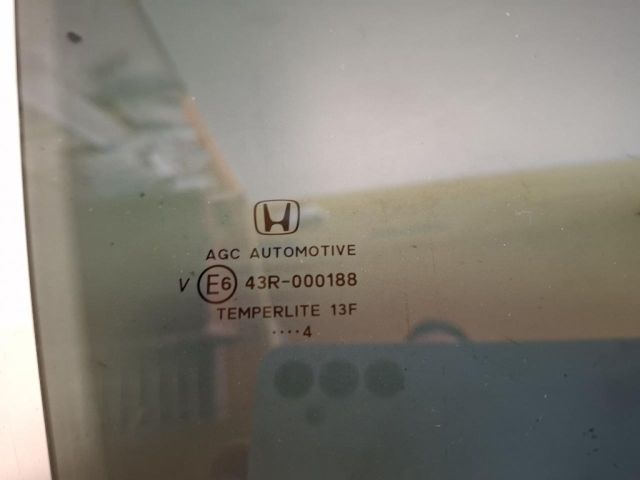 AGC AUTOMOTIVE
V E6 43R-000188
TEMPERLITE 13F
····4